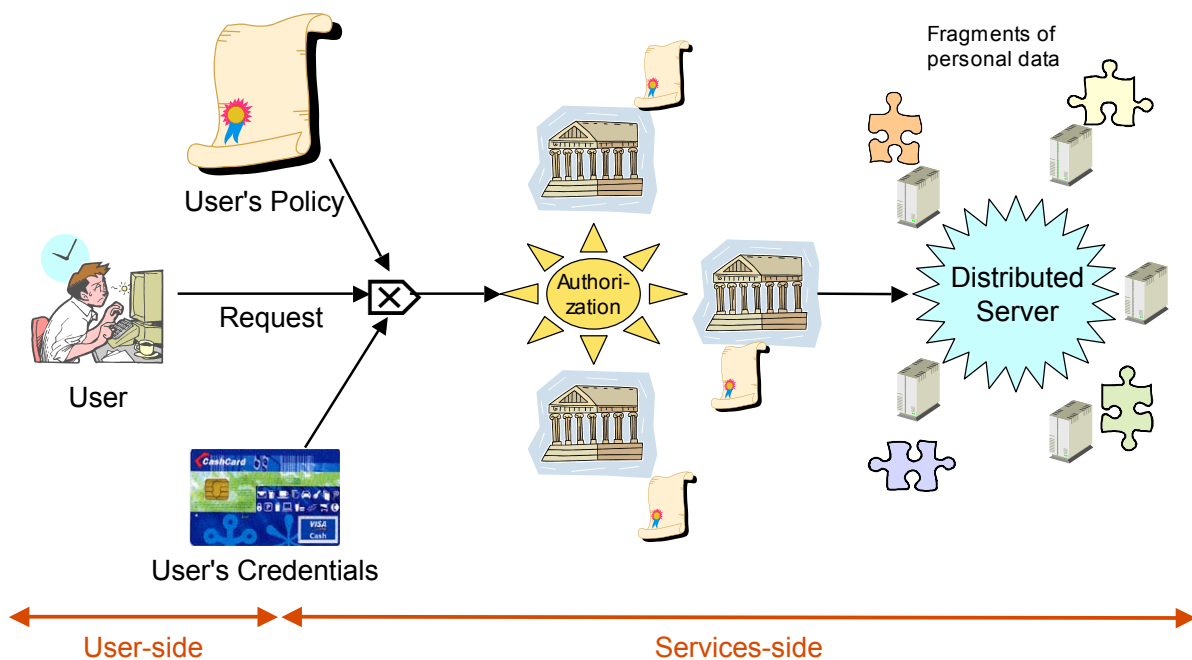 Fragments of
personal data
User's Policy
Request
User
Authori-
zation
Distributed
Server
CashCard
VISA
Cash
User's Credentials
User-side
Services-side